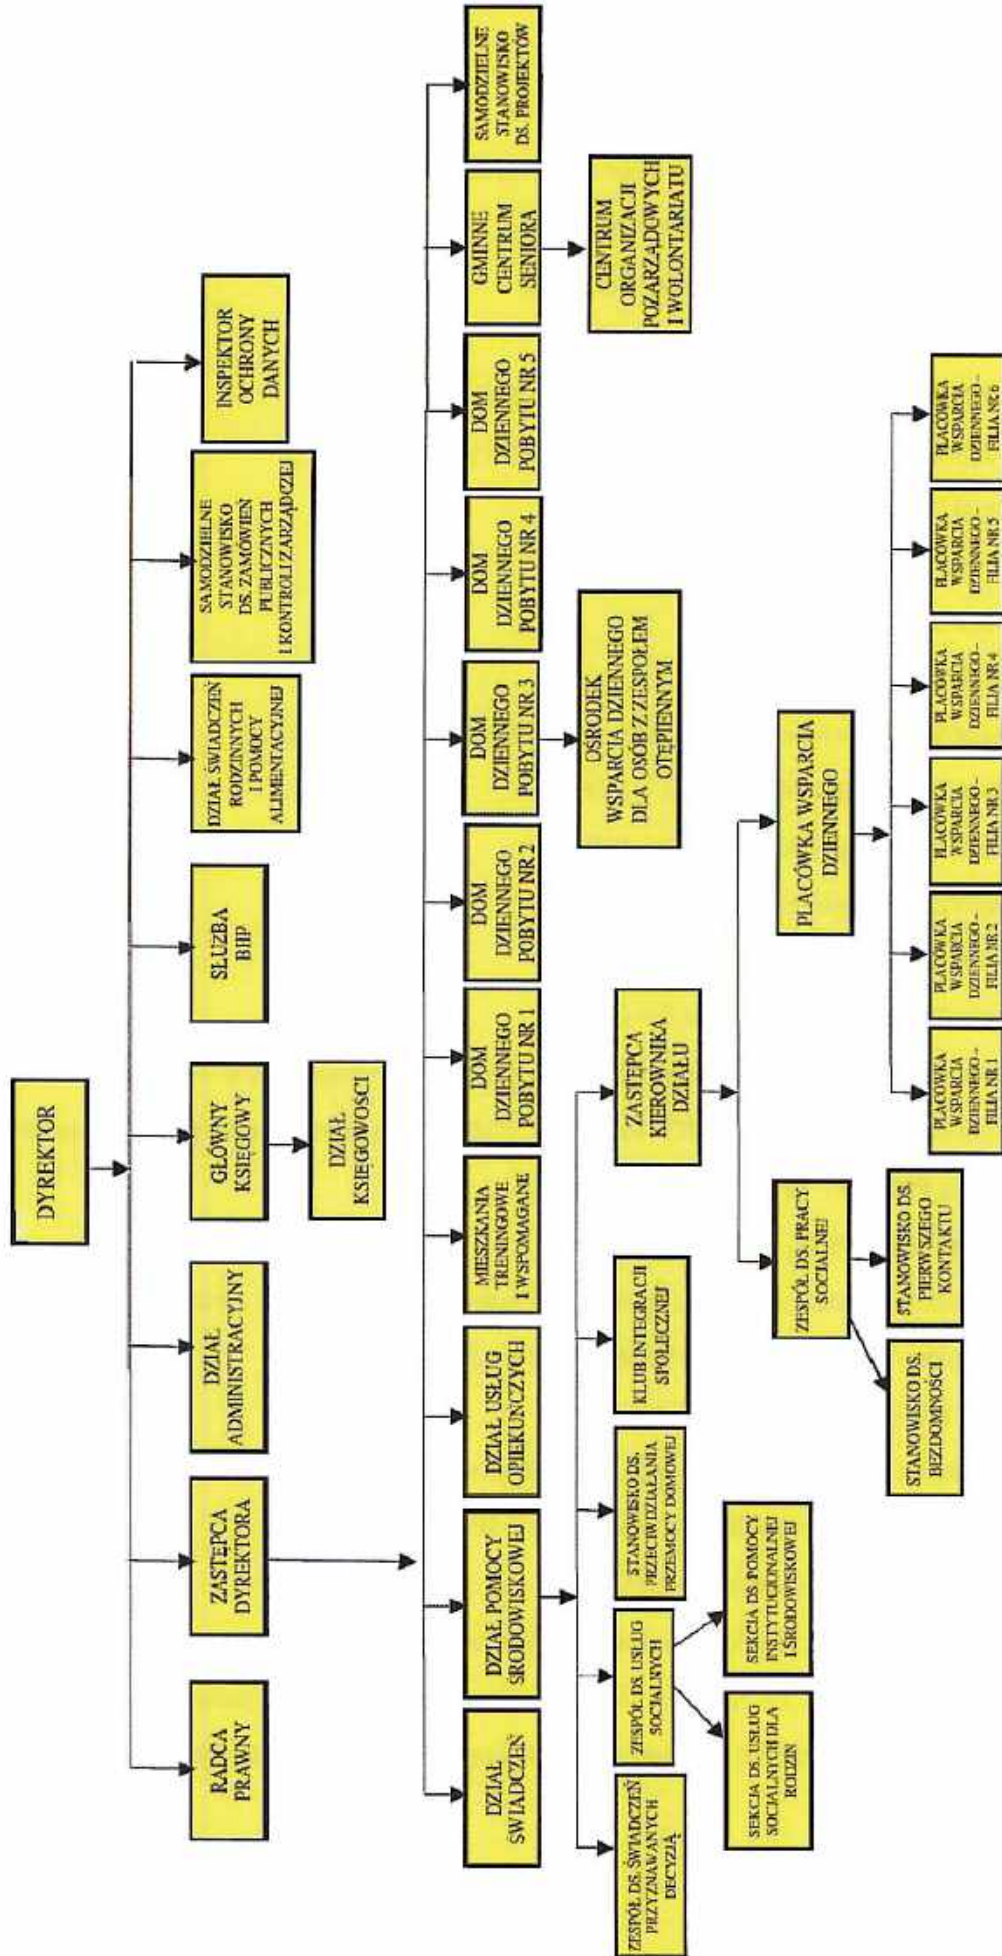 DYREKTOR
RADCA
PRAWNY
ZASTĘPCA
DYREKTORA
DZIAŁ
ADMINISTRACYJNY
GŁÓWNY
KSIĘGOWY
SŁUŻBA
BHP
DZIAŁ ŚWIADCZEŃ
RODZINNYCH
I POMOCY
ALIMENTACYJNEJ
SAMODZIELNE
STANOWISKO
DS. ZAMÓWIEŃ
PUBLICZNYCH
I KONTROLI ZARZĄDCZEJ
INSPEKTOR
OCHRONY
DANYCH
DZIAŁ
KSIĘGOWOŚCI
DZIAŁ
ŚWIADCZEŃ
DZIAŁ POMOCY
ŚRODOWISKOWEJ
DZIAŁ USŁUG
OPIEKUŃCZYCH
MIESZKANIA
TRENINGOWE
I WSPOMAGANE
DOM
DZIENNEGO
POBYTU NR 1
DOM
DZIENNEGO
POBYTU NR 2
DOM
DZIENNEGO
POBYTU NR 3
DOM
DZIENNEGO
POBYTU NR 4
DOM
DZIENNEGO
POBYTU NR 5
GMINNE
CENTRUM
SENIORA
SAMODZIELNE
STANOWISKO
DS. PROJEKTÓW
OŚRODEK
WSPARCIA DZIENNEGO
DLA OSÓB Z ZESPOŁEM
OTĘPIENNYM
CENTRUM
ORGANIZACJI
POZARZĄDOWYCH
I WOLONTARIATU
ZESPÓŁ DS. ŚWIADCZEŃ
PRZYZNAWANYCH
DECYZJĄ
ZESPÓŁ DS. USŁUG
SOCJALNYCH
STANOWISKO DS.
PRZECIWDZIAŁANIA
PRZEMOCY DOMOWEJ
KLUB INTEGRACJI
SPOŁECZNEJ
ZASTĘPCA
KIEROWNIKA
DZIAŁU
SEKCJA DS. USŁUG
SOCJALNYCH DLA
RODZIN
SEKCJA DS POMOCY
INSTYTUCJONALNEJ
I ŚRODOWISKOWEJ
ZESPÓŁ DS. PRACY
SOCJALNEJ
PLACÓWKA WSPARCIA
DZIENNEGO
STANOWISKO DS.
BEZDOMNOŚCI
STANOWISKO DS.
PIERWSZEGO
KONTAKTU
PLACÓWKA
WSPARCIA
DZIENNEGO –
FILIA NR 1
PLACÓWKA
WSPARCIA
DZIENNEGO –
FILIA NR 2
PLACÓWKA
WSPARCIA
DZIENNEGO –
FILIA NR 3
PLACÓWKA
WSPARCIA
DZIENNEGO –
FILIA NR 4
PLACÓWKA
WSPARCIA
DZIENNEGO –
FILIA NR 5
PLACÓWKA
WSPARCIA
DZIENNEGO –
FILIA NR 6